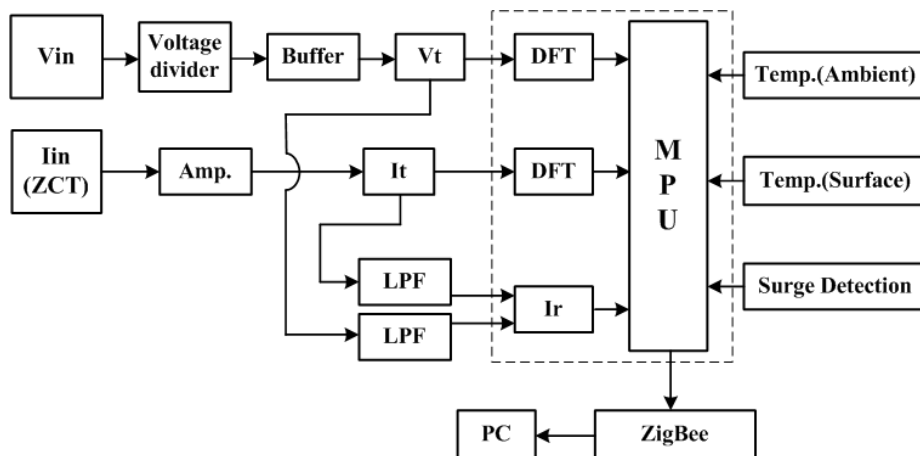 Vin
Voltage
divider
Buffer
Vt
DFT
Temp.(Ambient)
Iin
(ZCT)
Amp.
It
DFT
M
P
U
Temp.(Surface)
LPF
LPF
Ir
Surge Detection
PC
ZigBee